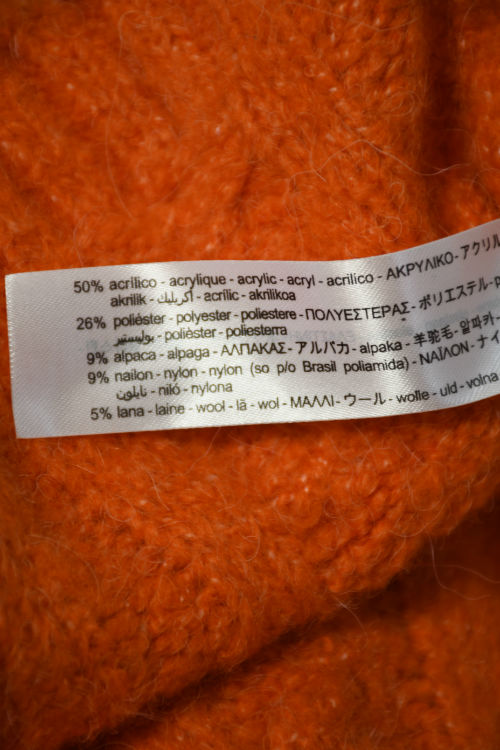 50% acrílico - acrylique - acrylic - acryl - acrilico - ΑΚΡΥΛΙΚΟ - アクリル
akrilik - أكريليك - acrílic - akrilikoa
26% poliéster - polyester - poliestere - ΠΟΛΥΕΣΤΕΡΑΣ - ポリエステル - p
بوليستير - polièster - poliesterra
9% alpaca - alpaga - ΑΛΠΑΚΑΣ - アルパカ - alpaka - 羊驼毛 - 알파카 -
9% nailon - nylon - nylon (so p/o Brasil poliamida) - ΝΑΪΛΟΝ - ナイ
نايلون - niló - nylona
5% lana - laine - wool - lã - wol - ΜΑΛΛΙ - ウール - wolle - uld - volna